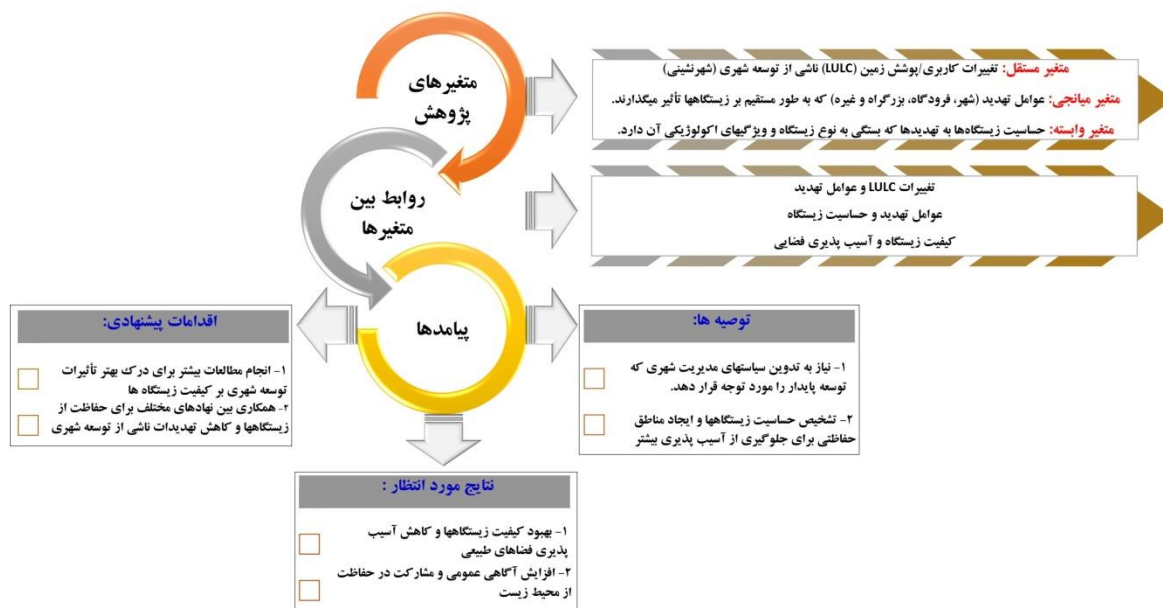 متغیرهای
پژوهش
متغیر مستقل: تغییرات کاربری/پوشش زمین (LULC) ناشی از توسعه شهری (شهرنشینی)
متغیر میانجی: عوامل تهدید (شهر، فرودگاه، بزرگراه و غیره) که به طور مستقیم بر زیستگاهها تأثیر میگذارند.
متغیر وابسته: حساسیت زیستگاه‌ها به تهدیدها که بستگی به نوع زیستگاه و ویژگیهای اکولوژیکی آن دارد.
روابط بین
متغیرها
تغییرات LULC و عوامل تهدید
عوامل تهدید و حساسیت زیستگاه
کیفیت زیستگاه و آسیب پذیری فضایی
پیامدها
توصیه ها:
۱- نیاز به تدوین سیاستهای مدیریت شهری که
توسعه پایدار را مورد توجه قرار دهد.
۲- تشخیص حساسیت زیستگاهها و ایجاد مناطق
حفاظتی برای جلوگیری از آسیب پذیری بیشتر
اقدامات پیشنهادی:
۱- انجام مطالعات بیشتر برای درک بهتر تأثیرات
توسعه شهری بر کیفیت زیستگاه ها
۲- همکاری بین نهادهای مختلف برای حفاظت از
زیستگاهها و کاهش تهدیدات ناشی از توسعه شهری
نتایج مورد انتظار :
۱- بهبود کیفیت زیستگاهها و کاهش آسیب
پذیری فضاهای طبیعی
۲- افزایش آگاهی عمومی و مشارکت در حفاظت
از محیط زیست